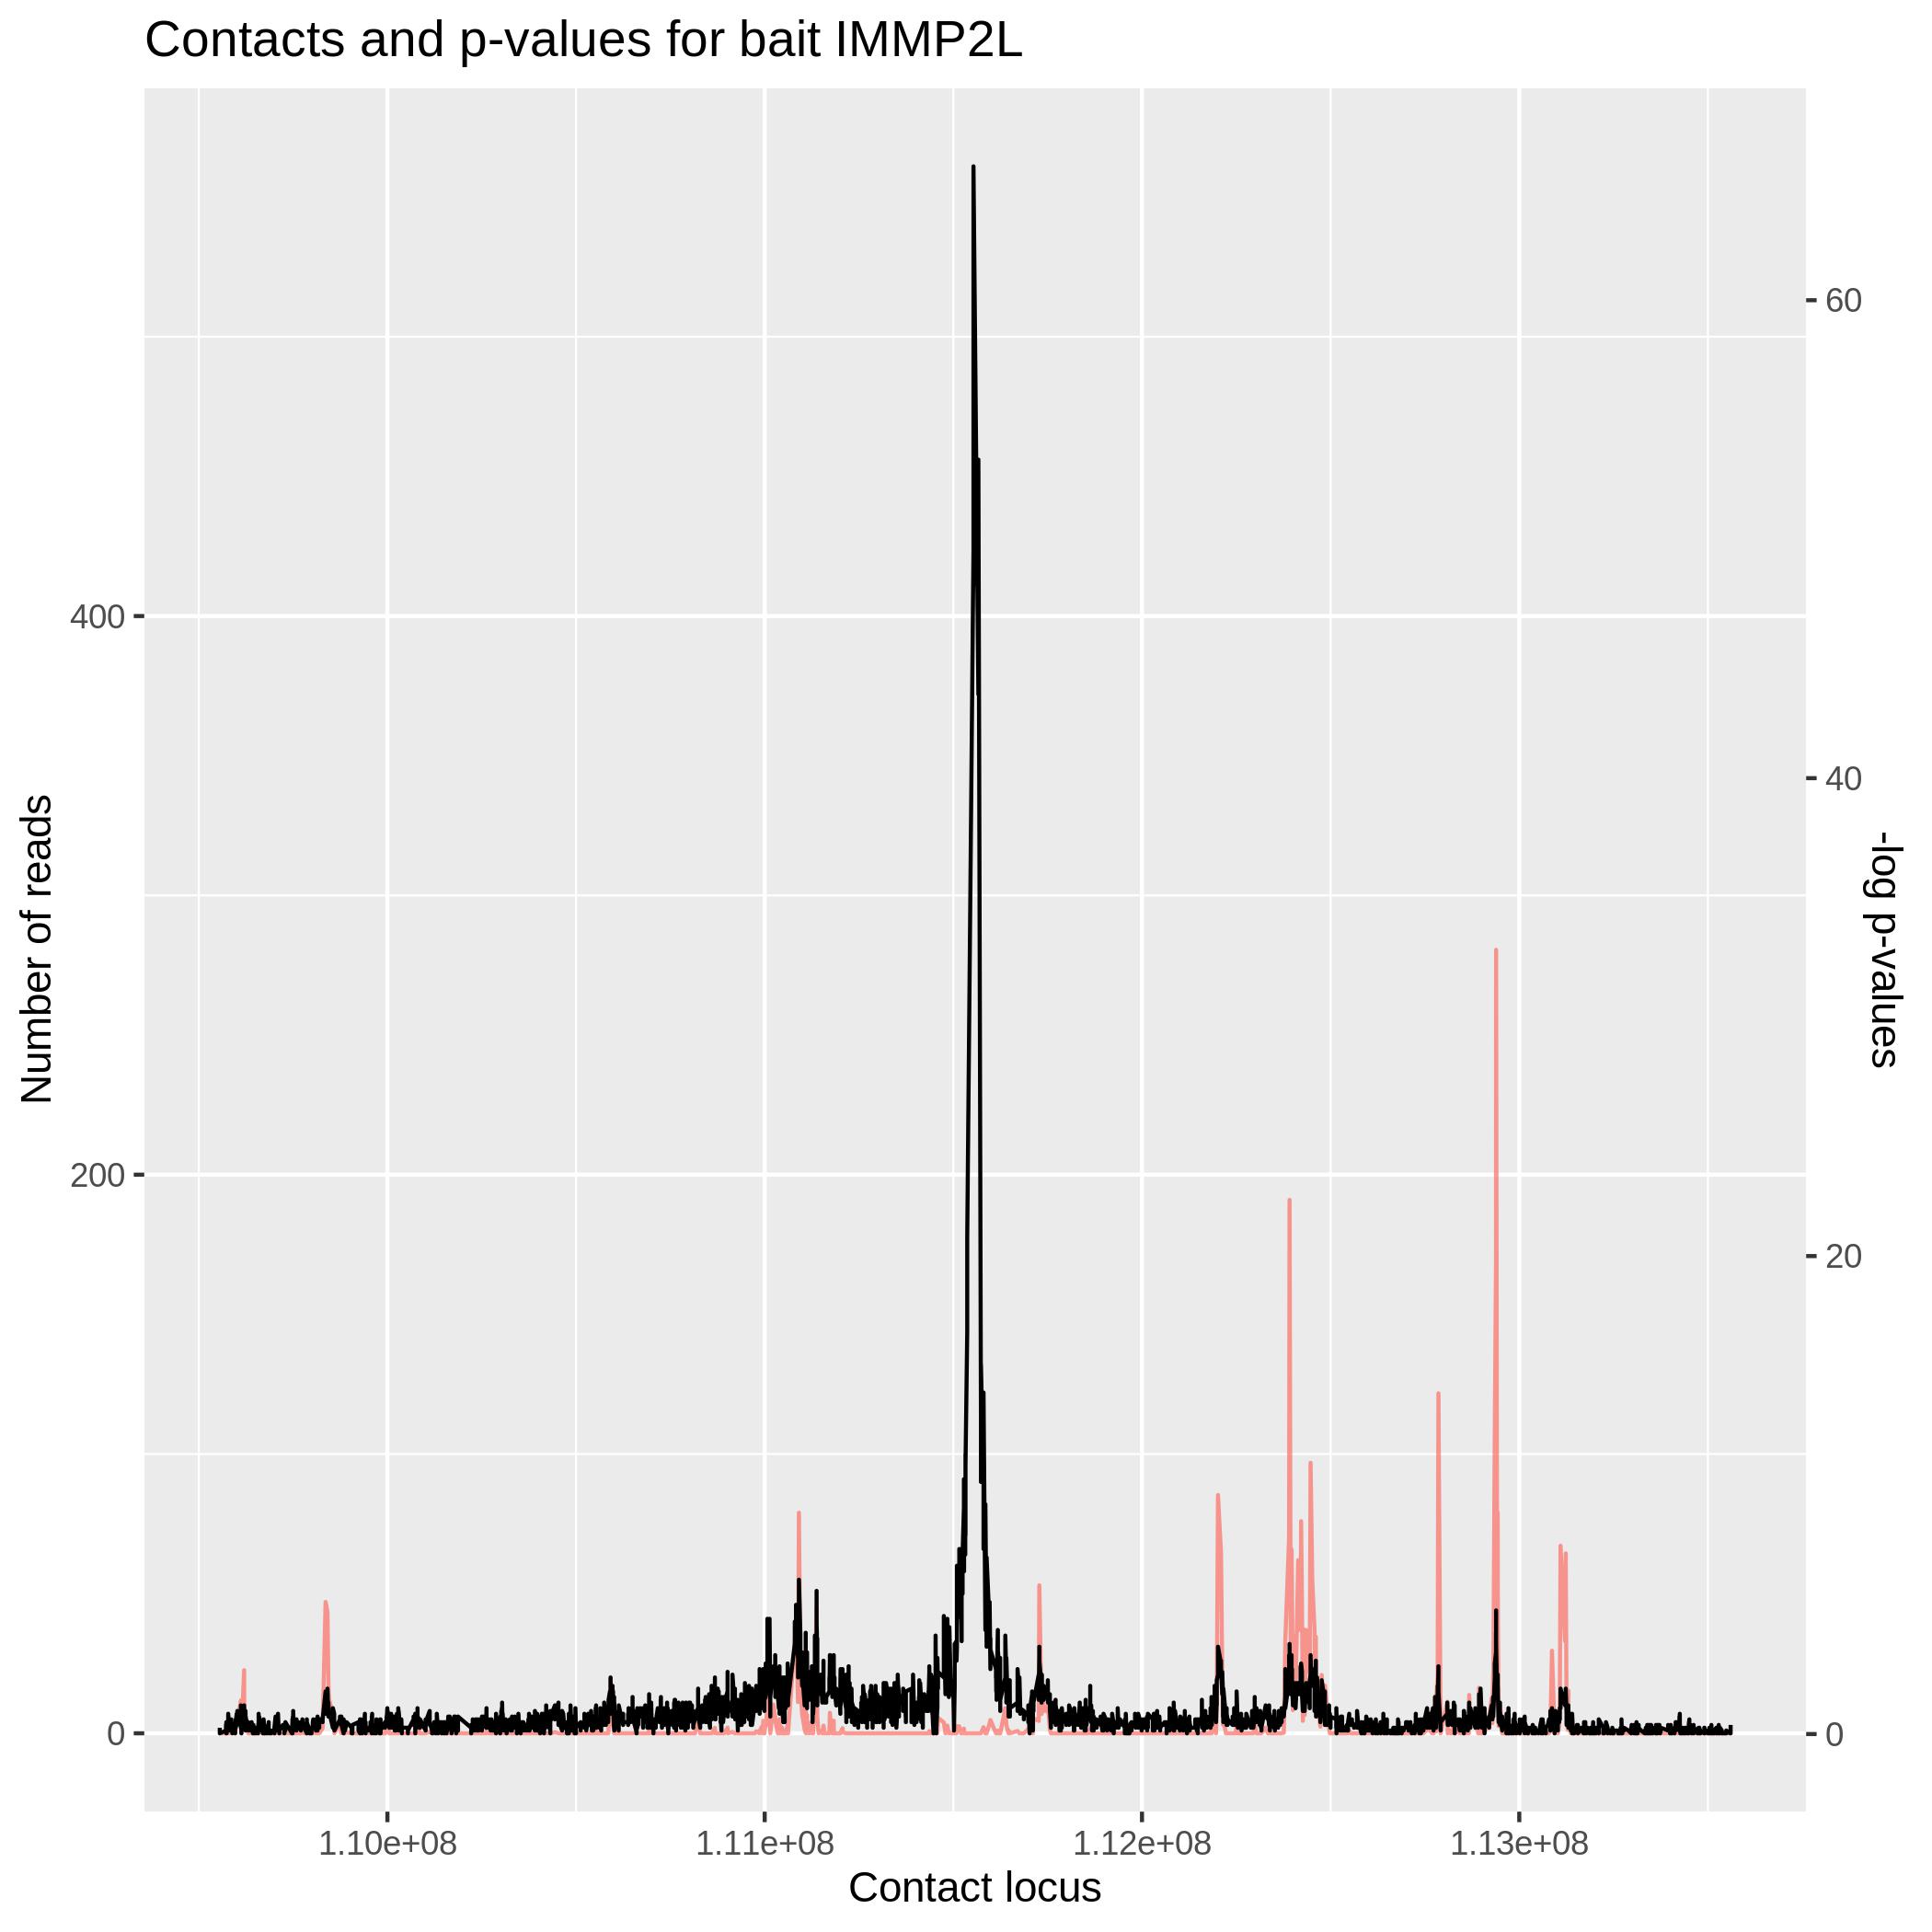 Contacts and p-values for bait IMMP2L
Number of reads
400
200
0
60
40
20
0
-log p-values
1.10e+08
1.11e+08
1.12e+08
1.13e+08
Contact locus